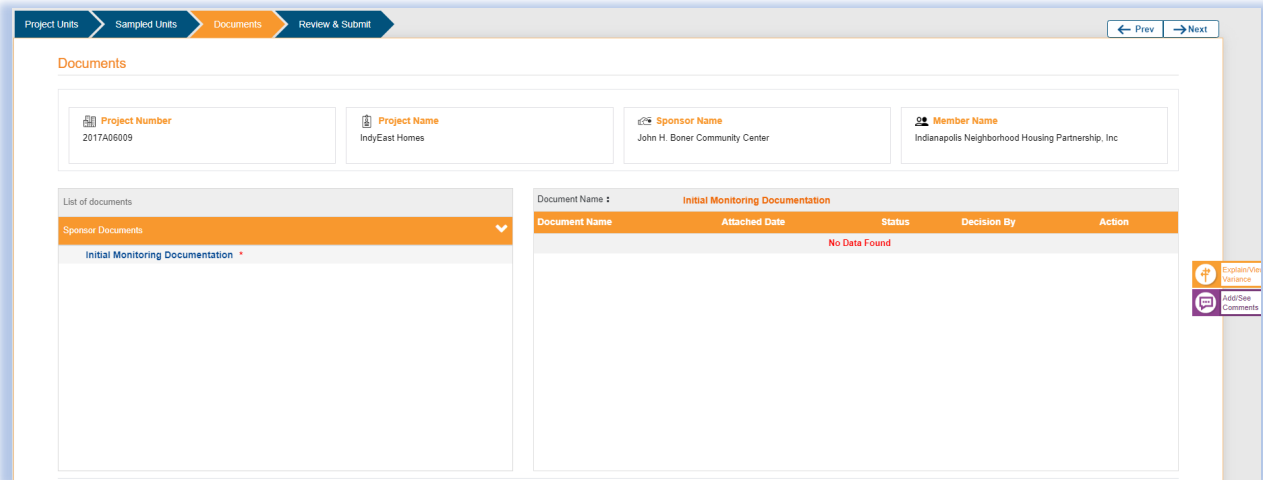 Project Units Sampled Units Documents Review & Submit
Prev Next
Documents
Project Number Project Name Sponsor Name Member Name
2017A06009 IndyEast Homes John H. Boner Community Center Indianapolis Neighborhood Housing Partnership, Inc
List of documents
Sponsor Documents
Initial Monitoring Documentation *
Document Name : Initial Monitoring Documentation
Document Name Attached Date Status Decision By Action
No Data Found
Explain/Vie
Variance
Add/See
Comments